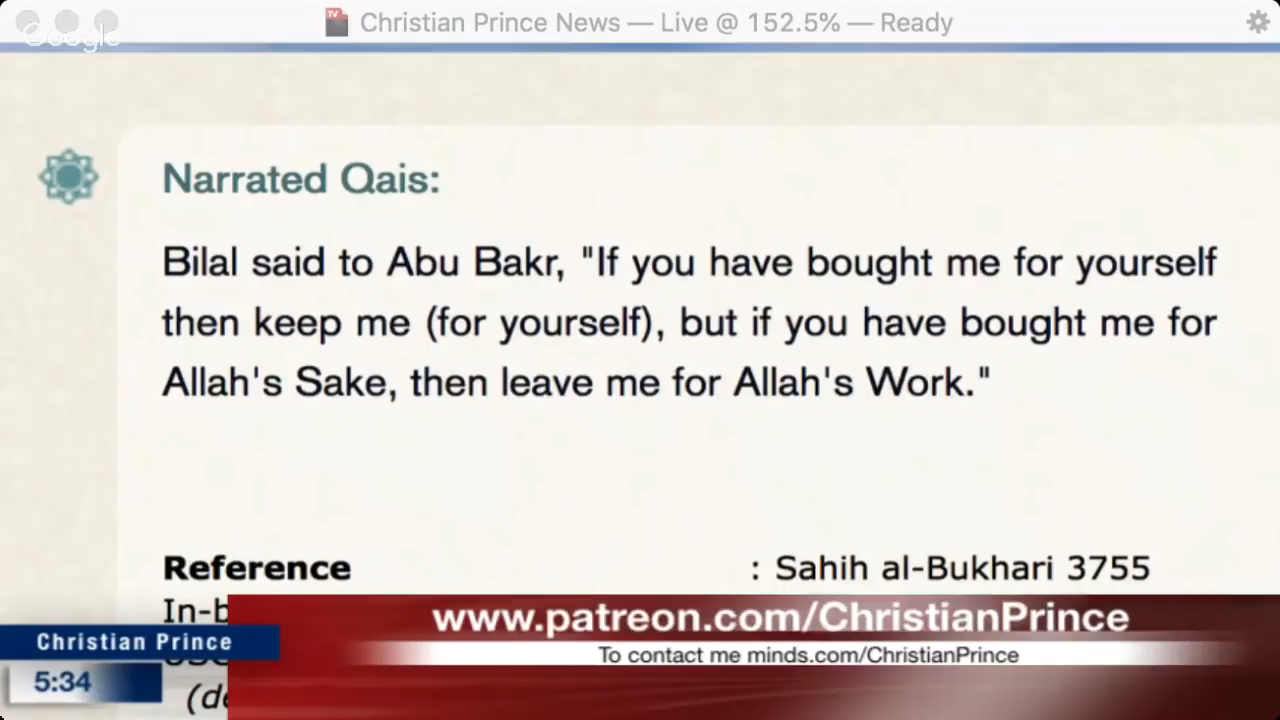 Christian Prince News — Live @ 152.5% — Ready
Google
Narrated Qais:
Bilal said to Abu Bakr, "If you have bought me for yourself
then keep me (for yourself), but if you have bought me for
Allah's Sake, then leave me for Allah's Work."
Reference : Sahih al-Bukhari 3755
In-b
www.patreon.com/ChristianPrince
Christian Prince
To contact me minds.com/ChristianPrince
5:34
(de